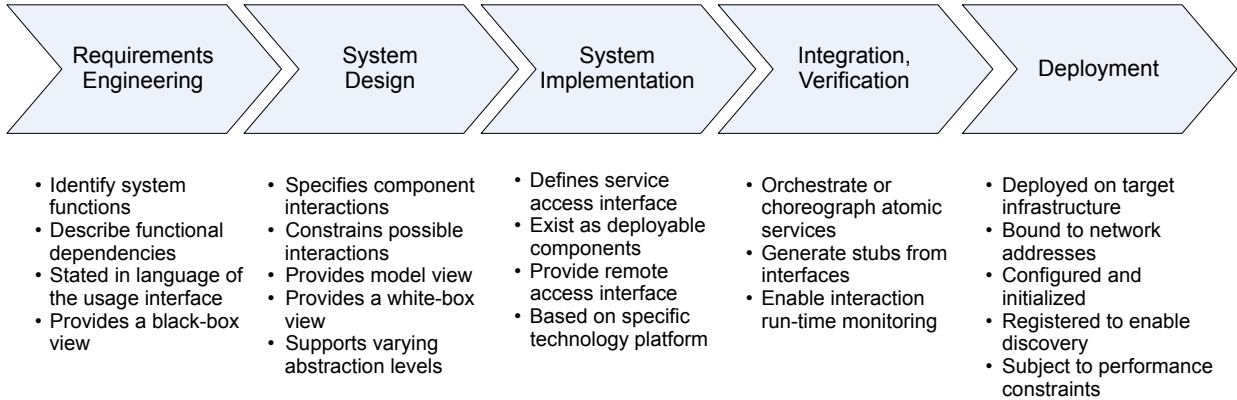 Requirements
Engineering
System
Design
System
Implementation
Integration,
Verification
Deployment
• Identify system
functions
• Describe functional
dependencies
• Stated in language of
the usage interface
• Provides a black-box
view
• Specifies component
interactions
• Constrains possible
interactions
• Provides model view
• Provides a white-box
view
• Supports varying
abstraction levels
• Defines service
access interface
• Exist as deployable
components
• Provide remote
access interface
• Based on specific
technology platform
• Orchestrate or
choreograph atomic
services
• Generate stubs from
interfaces
• Enable interaction
run-time monitoring
• Deployed on target
infrastructure
• Bound to network
addresses
• Configured and
initialized
• Registered to enable
discovery
• Subject to performance
constraints